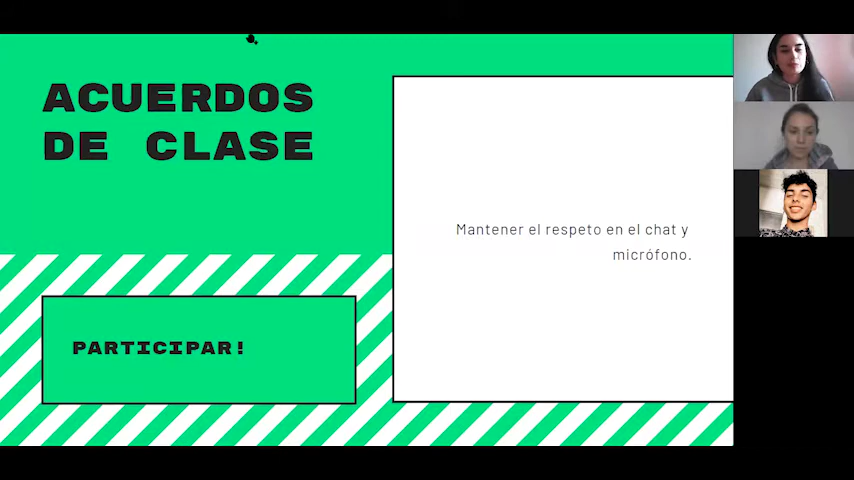 ACUERDOS
DE CLASE
Mantener el respeto en el chat y
micrófono.
PARTICIPAR!